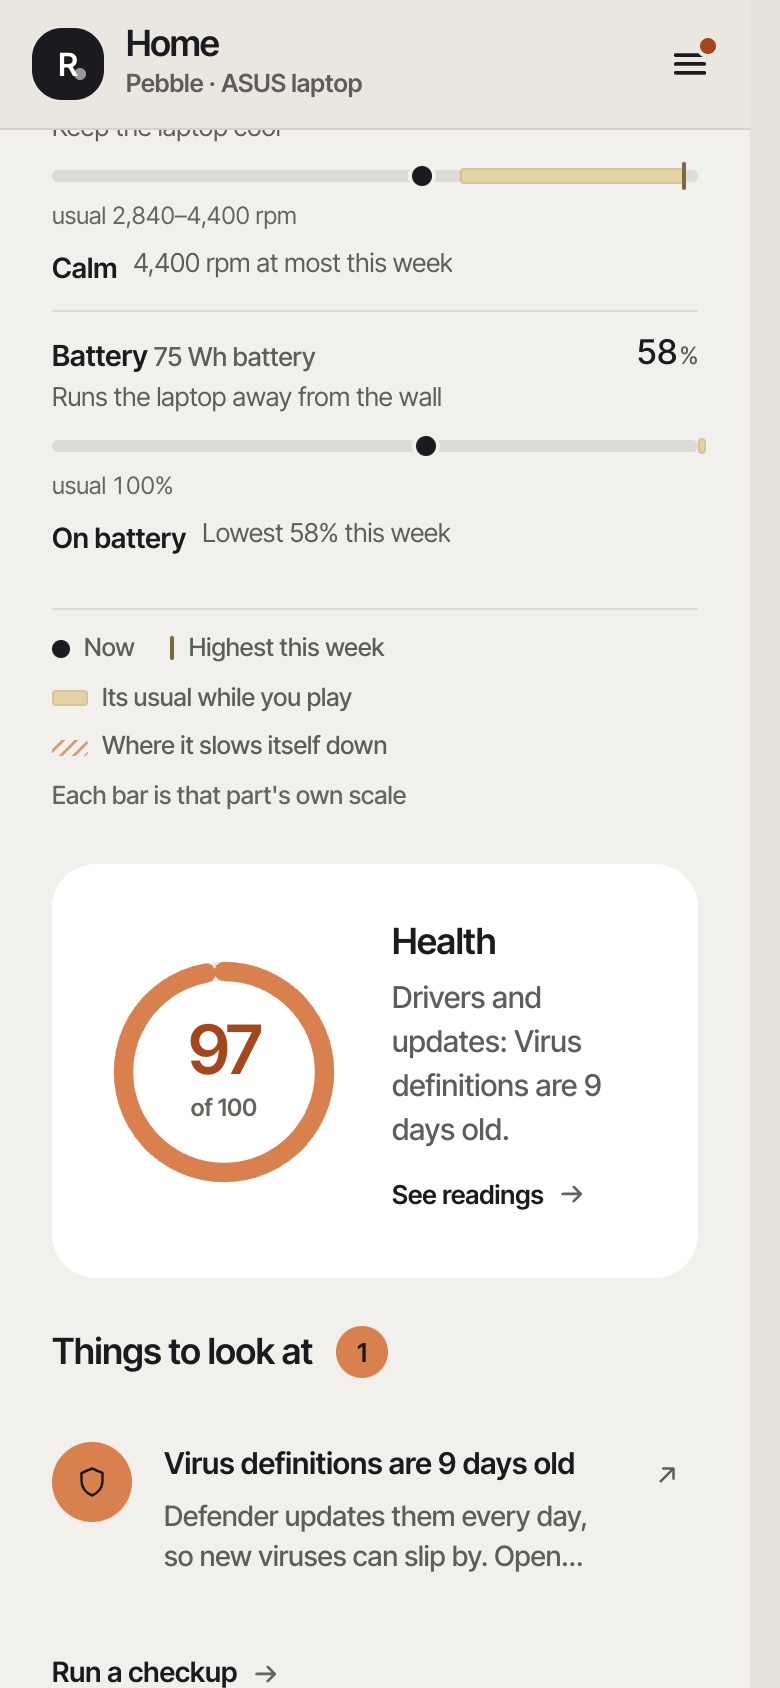 R
Home
Pebble · ASUS laptop
Keep the laptop cool
usual 2,840–4,400 rpm
Calm 4,400 rpm at most this week
Battery 75 Wh battery 58%
Runs the laptop away from the wall
usual 100%
On battery Lowest 58% this week
Now Highest this week
Its usual while you play
Where it slows itself down
Each bar is that part's own scale
97
of 100
Health
Drivers and
updates: Virus
definitions are 9
days old.
See readings →
Things to look at 1
Virus definitions are 9 days old
Defender updates them every day,
so new viruses can slip by. Open...
Run a checkup →